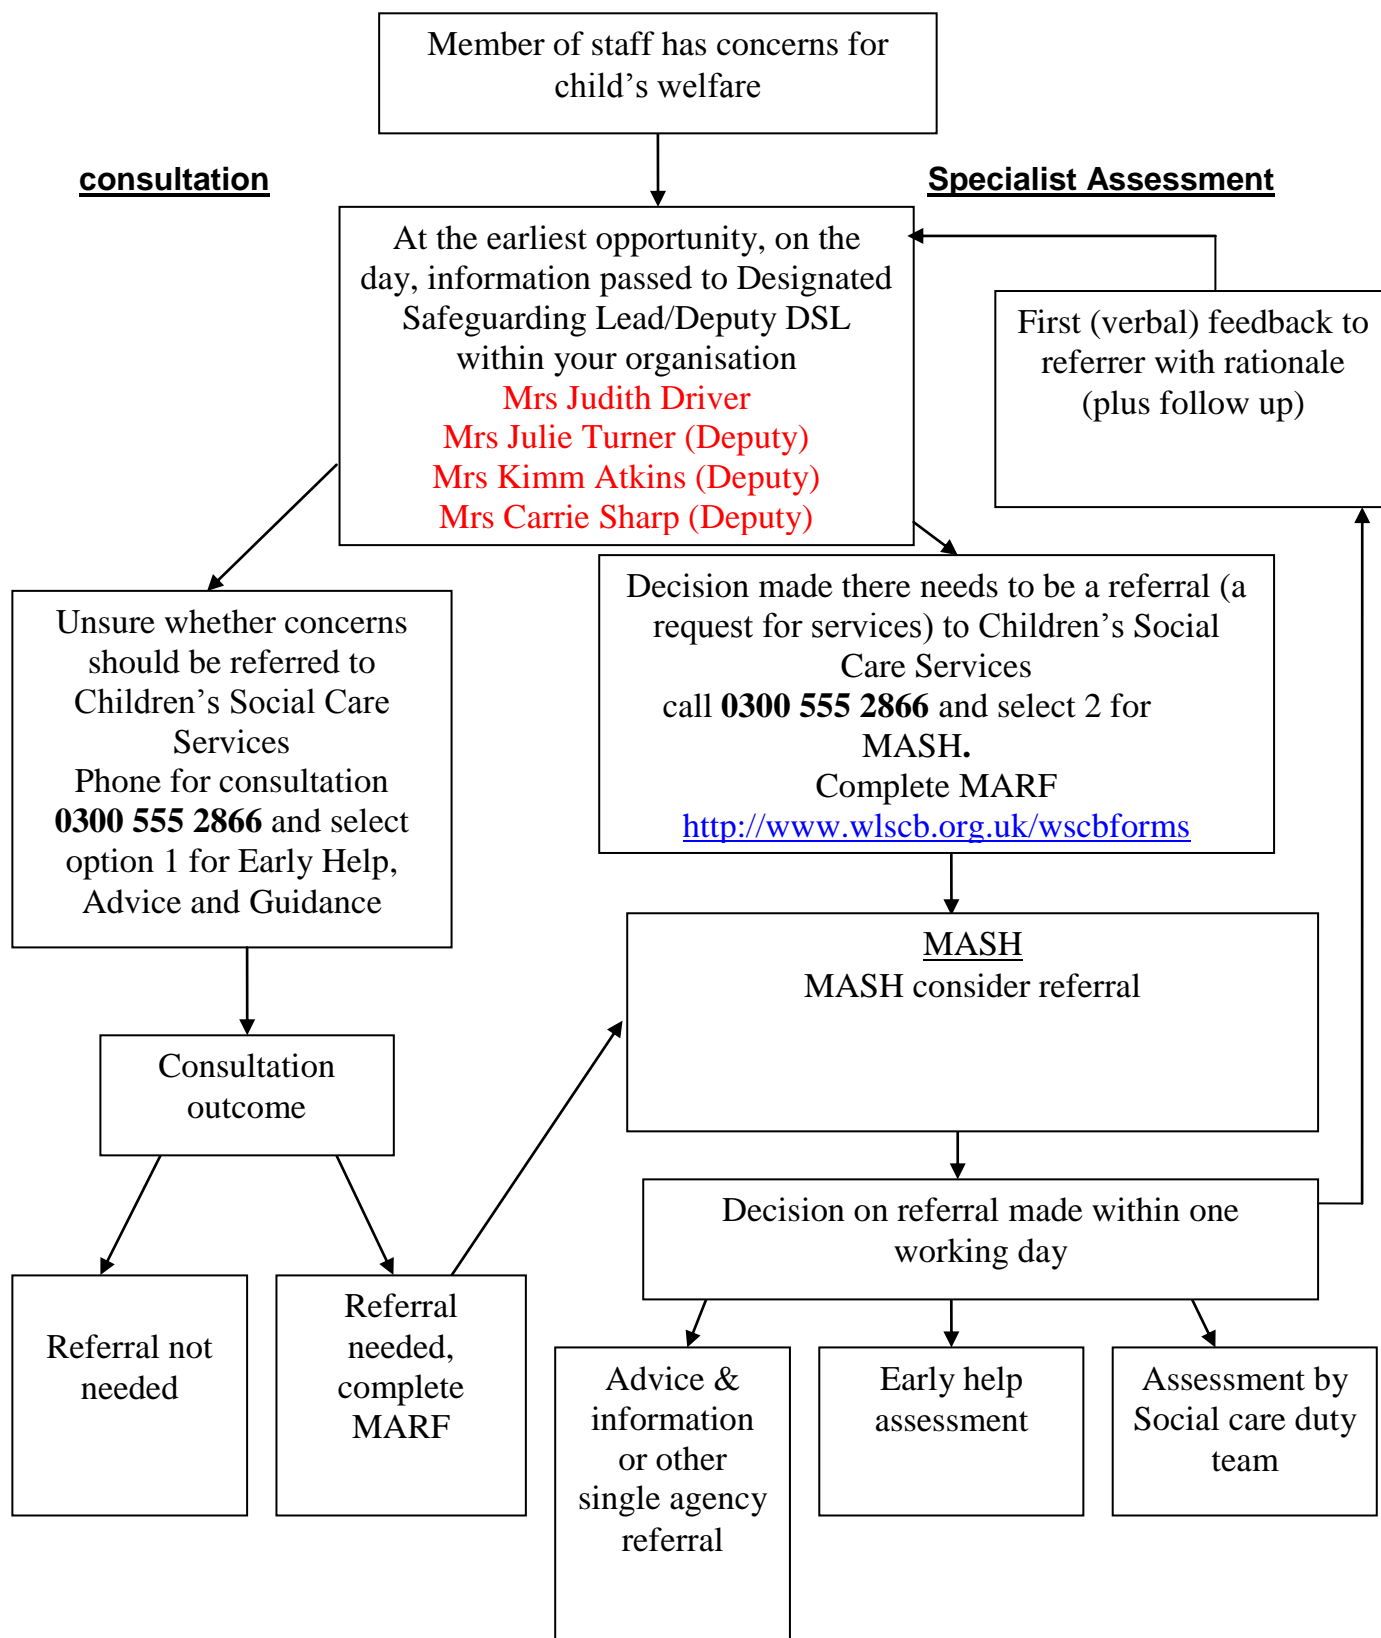 Member of staff has concerns for
child’s welfare
consultation
Specialist Assessment
At the earliest opportunity, on the
day, information passed to Designated
Safeguarding Lead/Deputy DSL
within your organisation
Mrs Judith Driver
Mrs Julie Turner (Deputy)
Mrs Kimm Atkins (Deputy)
Mrs Carrie Sharp (Deputy)
First (verbal) feedback to
referrer with rationale
(plus follow up)
Unsure whether concerns
should be referred to
Children’s Social Care
Services
Phone for consultation
0300 555 2866 and select
option 1 for Early Help,
Advice and Guidance
Decision made there needs to be a referral (a
request for services) to Children’s Social
Care Services
call 0300 555 2866 and select 2 for
MASH.
Complete MARF
http://www.wlscb.org.uk/wscbforms
MASH
MASH consider referral
Consultation
outcome
Decision on referral made within one
working day
Referral not
needed
Referral
needed,
complete
MARF
Advice &
information
or other
single agency
referral
Early help
assessment
Assessment by
Social care duty
team